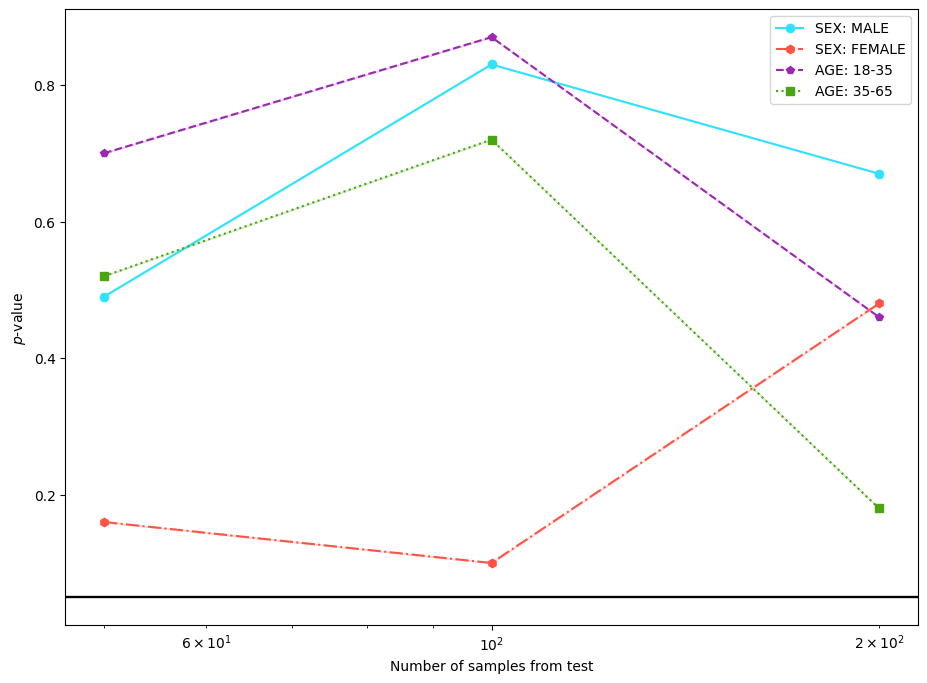 SEX: MALE
SEX: FEMALE
AGE: 18-35
AGE: 35-65
0.8
0.6
0.4
0.2
p-value
6 × 10¹
10²
2 × 10²
Number of samples from test